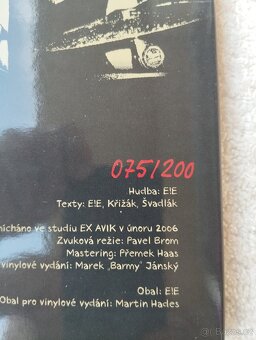 075/200
Hudba: E!E
Texty: E!E, Křižák, Švadlák
mícháno ve studiu EX AVIK v únoru 2006
Zvuková režie: Pavel Brom
Mastering: Přemek Haas
vinylové vydání: Marek „Barmy" Jánský
Obal: E!E
Obal pro vinylové vydání: Martin Hades